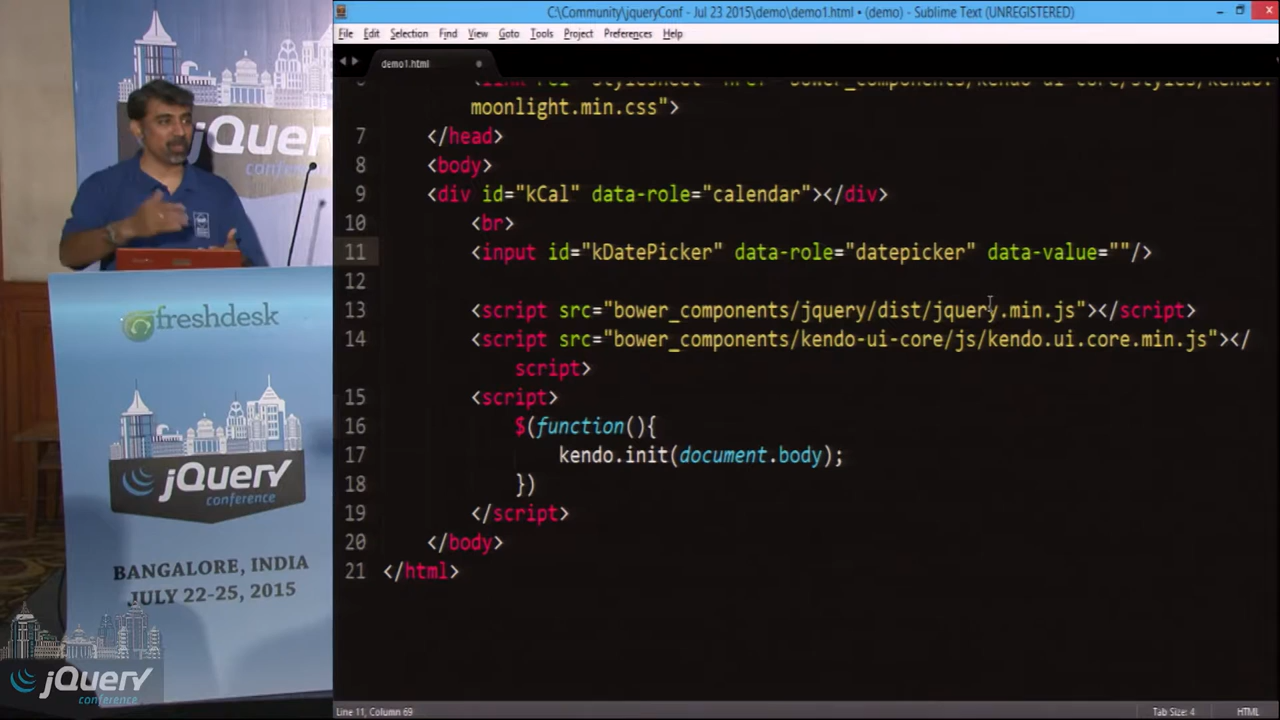 C:\Community\jqueryConf - Jul 23 2015\demo\demo1.html • (demo) - Sublime Text (UNREGISTERED)
File Edit Selection Find View Goto Tools Project Preferences Help
demo1.html
moonlight.min.css">
7 </head>
8 <body>
9 <div id="kCal" data-role="calendar"></div>
10 <br>
11 <input id="kDatePicker" data-role="datepicker" data-value=""/>
12
13 <script src="bower_components/jquery/dist/jquery.min.js"></script>
14 <script src="bower_components/kendo-ui-core/js/kendo.ui.core.min.js"></
script>
15 <script>
16 $(function(){
17 kendo.init(document.body);
18 })
19 </script>
20 </body>
21 </html>
Line 11, Column 69
Tab Size: 4
HTML
jQuery
freshdesk
jQuery
conference
BANGALORE, INDIA
JULY 22-25, 2015
jQuery
conference